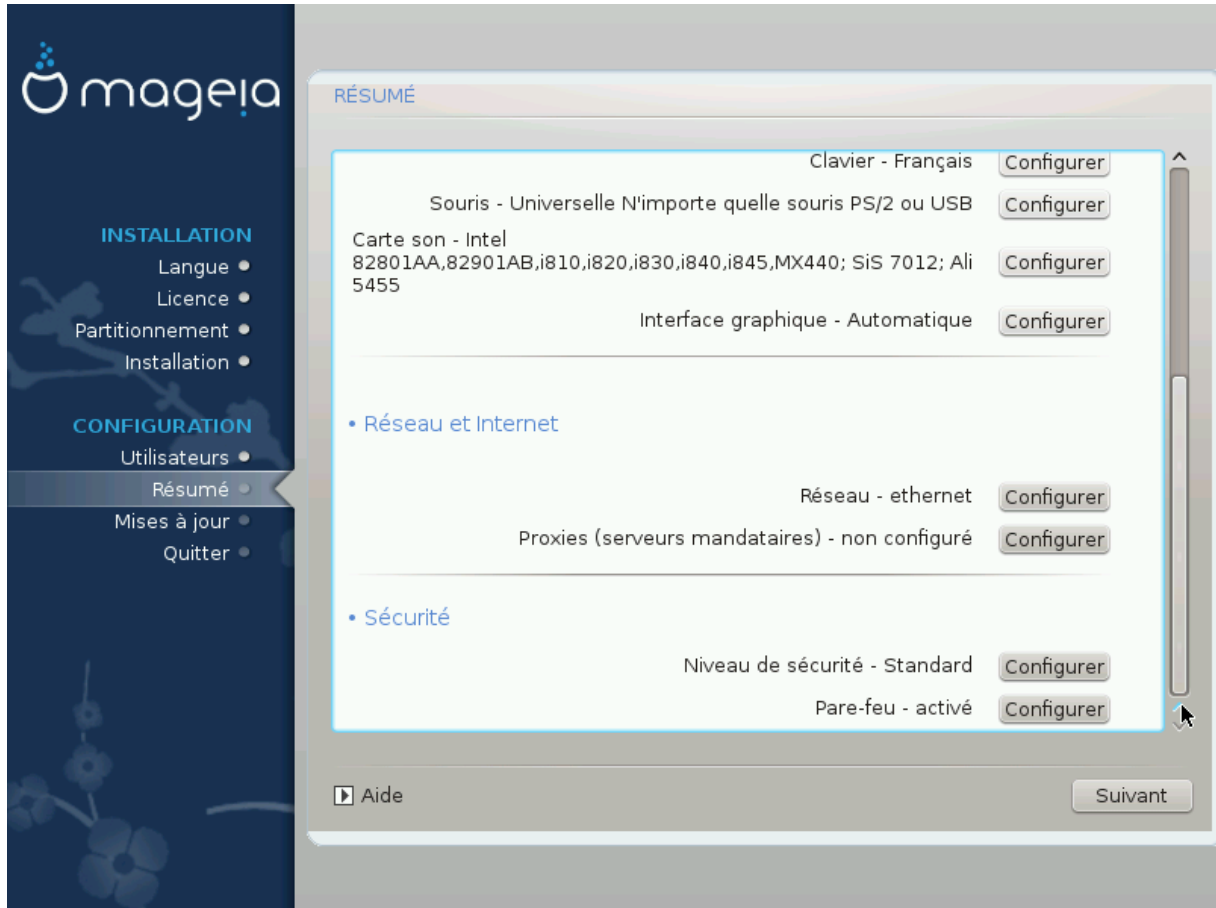 mageia
INSTALLATION
Langue
Licence
Partitionnement
Installation
CONFIGURATION
Utilisateurs
Résumé
Mises à jour
Quitter
RÉSUMÉ
Clavier - Français Configurer
Souris - Universelle N'importe quelle souris PS/2 ou USB Configurer
Carte son - Intel
82801AA,82901AB,i810,i820,i830,i840,i845,MX440; SiS 7012; Ali Configurer
5455
Interface graphique - Automatique Configurer
• Réseau et Internet
Réseau - ethernet Configurer
Proxies (serveurs mandataires) - non configuré Configurer
• Sécurité
Niveau de sécurité - Standard Configurer
Pare-feu - activé Configurer
Aide
Suivant